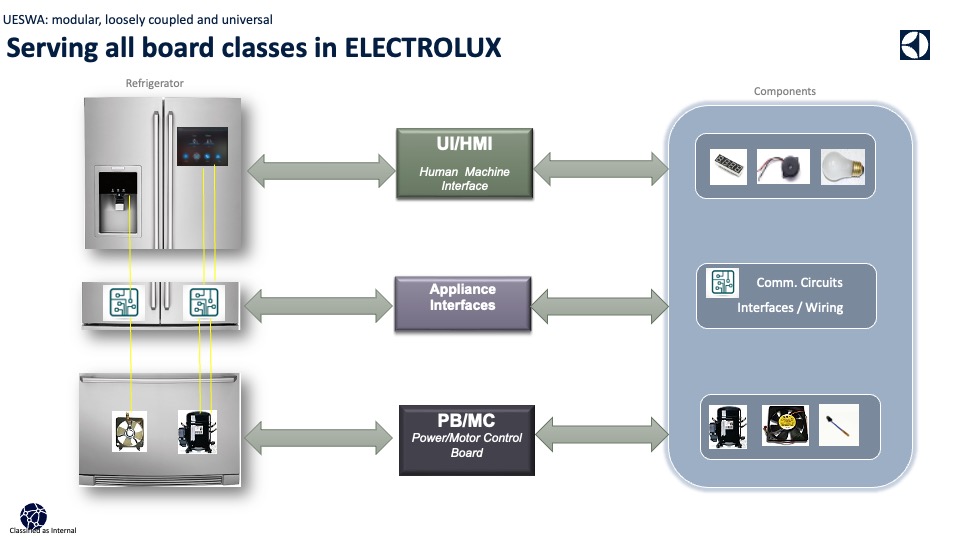 UESWA: modular, loosely coupled and universal
Serving all board classes in ELECTROLUX
Refrigerator
Components
UI/HMI
Human Machine
Interface
Appliance
Interfaces
Comm. Circuits
Interfaces / Wiring
PB/MC
Power/Motor Control
Board
Classified as Internal